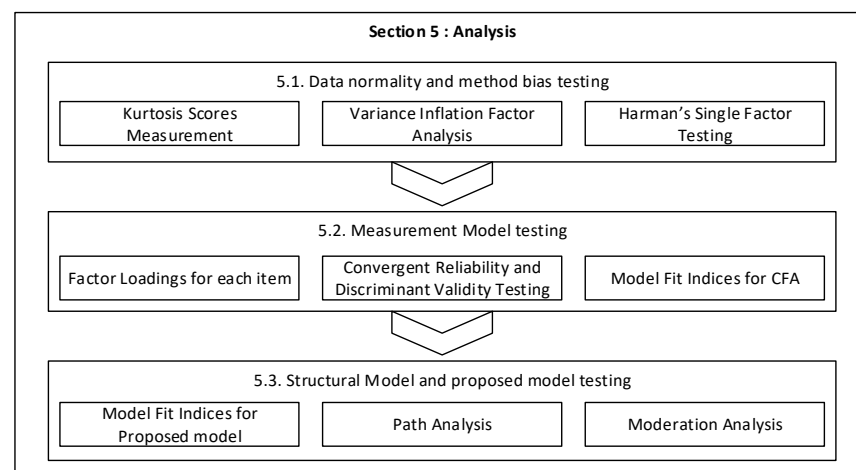 Section 5 : Analysis
5.1. Data normality and method bias testing
Kurtosis Scores
Measurement
Variance Inflation Factor
Analysis
Harman's Single Factor
Testing
5.2. Measurement Model testing
Factor Loadings for each item
Convergent Reliability and
Discriminant Validity Testing
Model Fit Indices for CFA
5.3. Structural Model and proposed model testing
Model Fit Indices for
Proposed model
Path Analysis
Moderation Analysis